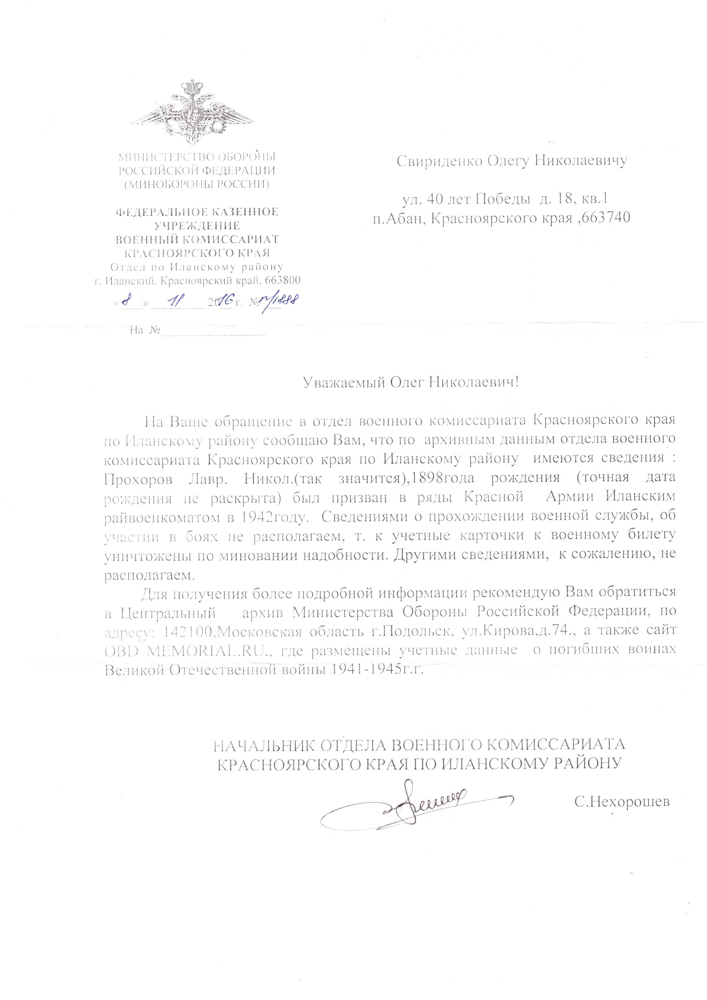 МИНИСТЕРСТВО ОБОРОНЫ
РОССИЙСКОЙ ФЕДЕРАЦИИ
(МИНОБОРОНЫ РОССИИ)
ФЕДЕРАЛЬНОЕ КАЗЕННОЕ
УЧРЕЖДЕНИЕ
ВОЕННЫЙ КОМИССАРИАТ
КРАСНОЯРСКОГО КРАЯ
Отдел по Иланскому району
г. Иланский, Красноярский край, 663800
« 8 » 11 2016 г. № п/1888
На №
Свириденко Олегу Николаевичу
ул. 40 лет Победы д. 18, кв.1
п.Абан, Красноярского края ,663740
Уважаемый Олег Николаевич!
На Ваше обращение в отдел военного комиссариата Красноярского края
по Иланскому району сообщаю Вам, что по архивным данным отдела военного
комиссариата Красноярского края по Иланскому району имеются сведения :
Прохоров Лавр. Никол.(так значится),1898года рождения (точная дата
рождения не раскрыта) был призван в ряды Красной Армии Иланским
райвоенкоматом в 1942году. Сведениями о прохождении военной службы, об
участии в боях не располагаем, т. к учетные карточки к военному билету
уничтожены по миновании надобности. Другими сведениями, к сожалению, не
располагаем.
Для получения более подробной информации рекомендую Вам обратиться
в Центральный архив Министерства Обороны Российской Федерации, по
адресу: 142100,Московская область г.Подольск, ул.Кирова,д.74., а также сайт
OBD MEMORIAL.RU., где размещены учетные данные о погибших воинах
Великой Отечественной войны 1941-1945г.г.
НАЧАЛЬНИК ОТДЕЛА ВОЕННОГО КОМИССАРИАТА
КРАСНОЯРСКОГО КРАЯ ПО ИЛАНСКОМУ РАЙОНУ
С.Нехорошев